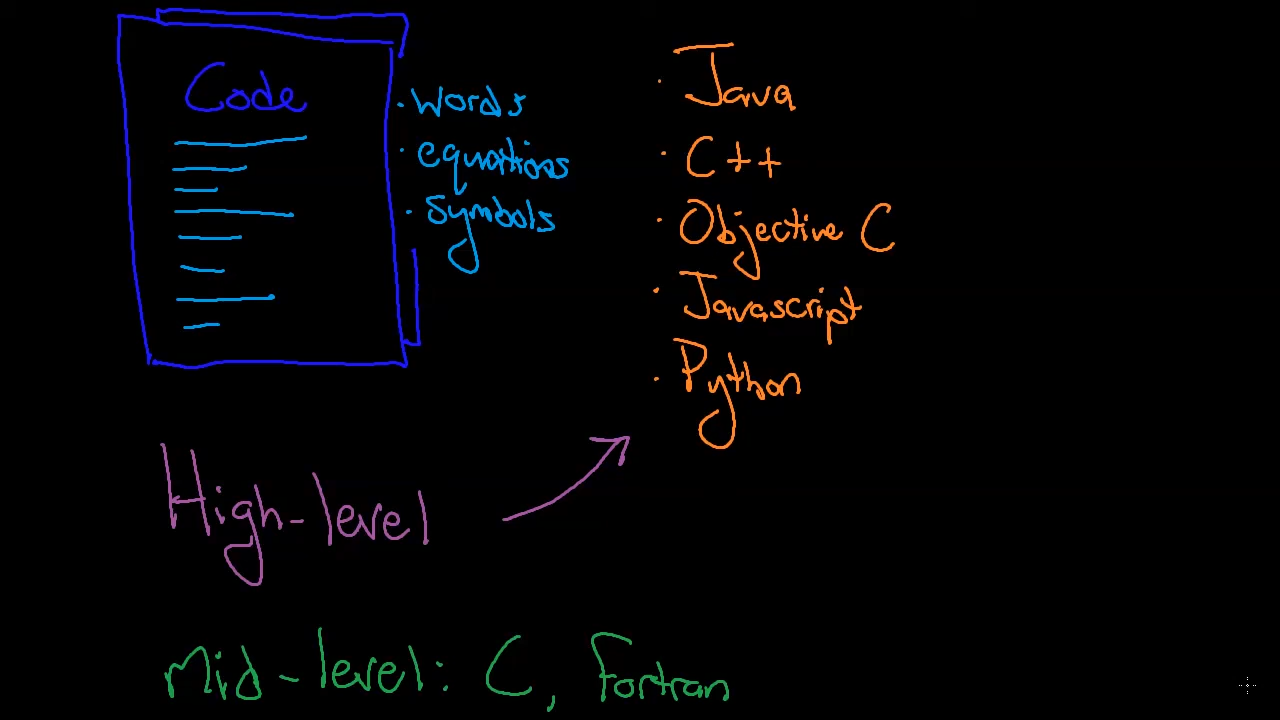 Code
· words
· equations
· symbols
· Java
· C++
· Objective C
· Javascript
· Python
High-level
Mid-level: C, Fortran